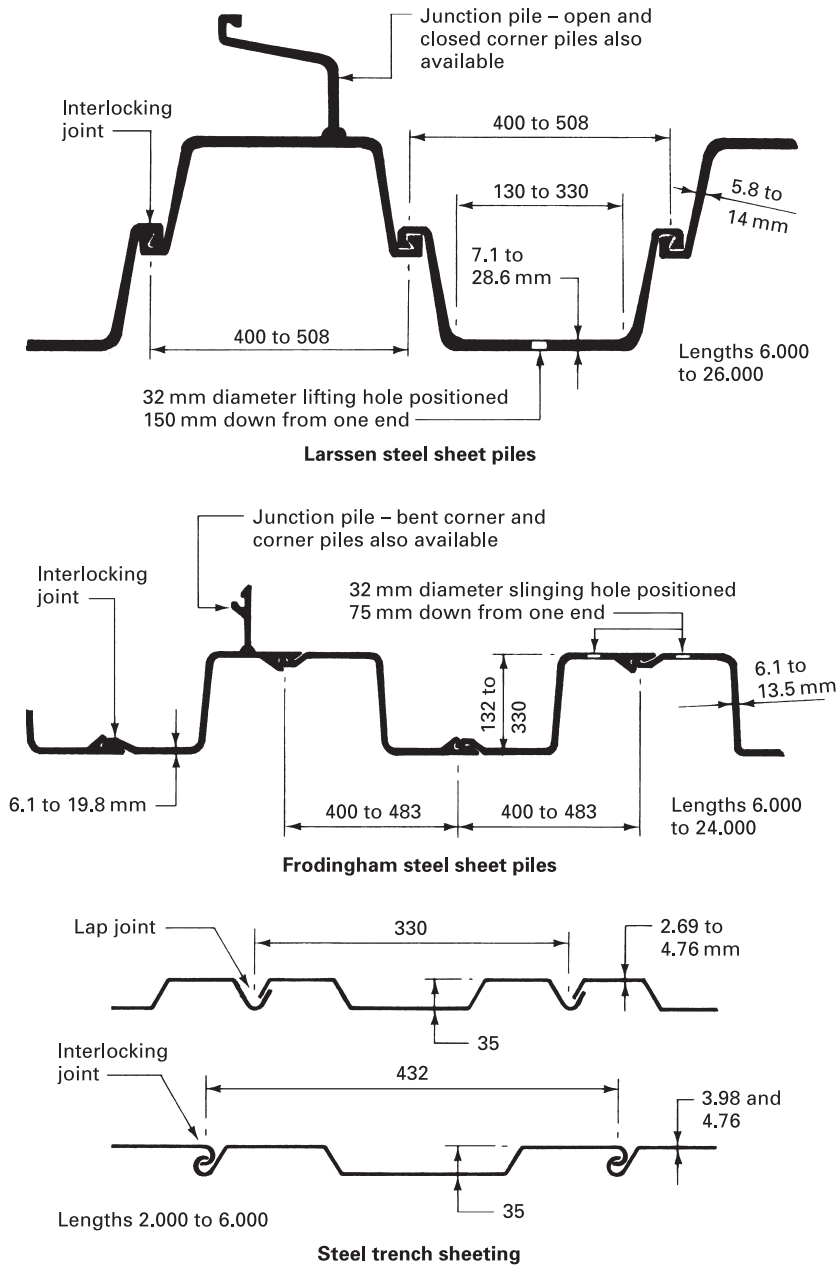 Junction pile – open and
closed corner piles also
available
Interlocking
joint
400 to 508
130 to 330
5.8 to
14 mm
7.1 to
28.6 mm
400 to 508
Lengths 6.000
to 26.000
32 mm diameter lifting hole positioned
150 mm down from one end
Larssen steel sheet piles
Junction pile – bent corner and
corner piles also available
Interlocking
joint
32 mm diameter slinging hole positioned
75 mm down from one end
6.1 to
13.5 mm
132 to
330
6.1 to 19.8 mm
400 to 483
400 to 483
Lengths 6.000
to 24.000
Frodingham steel sheet piles
Lap joint
330
2.69 to
4.76 mm
35
Interlocking
joint
432
3.98 and
4.76
35
Lengths 2.000 to 6.000
Steel trench sheeting